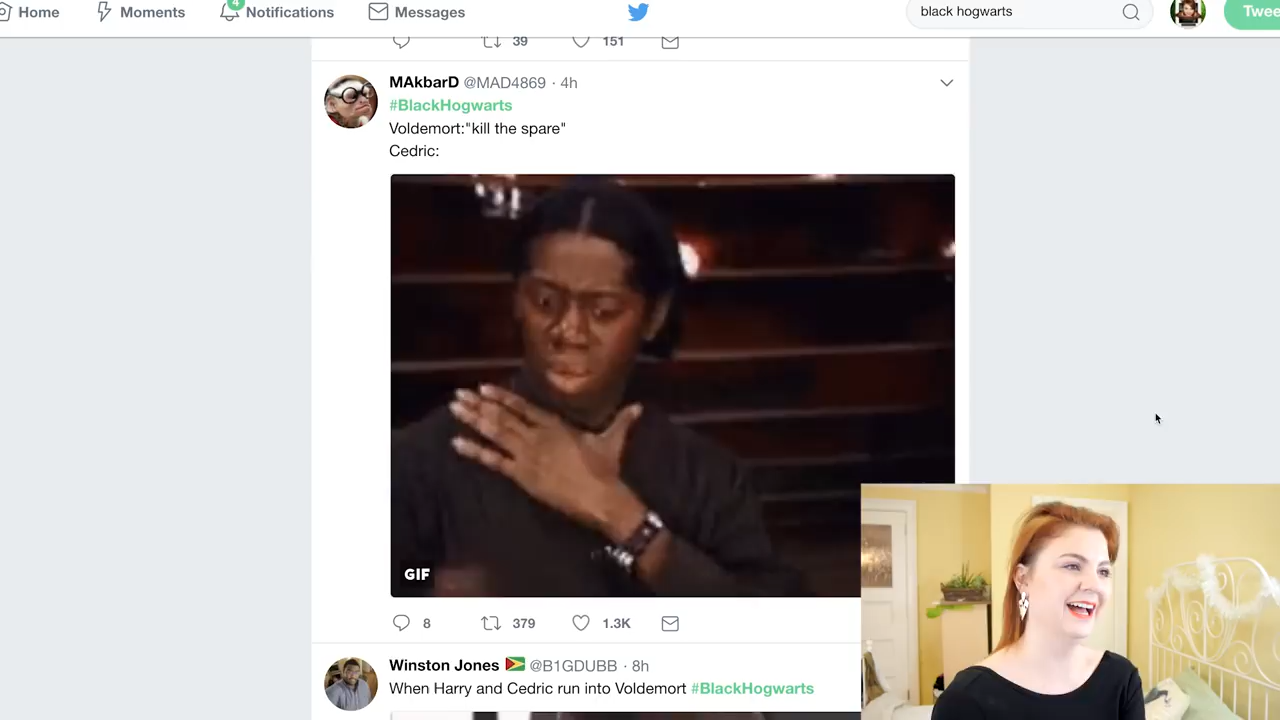 Home
Moments
4
Notifications
Messages
black hogwarts
Twee
39
151
MAkbarD @MAD4869 · 4h
#BlackHogwarts
Voldemort:"kill the spare"
Cedric:
GIF
8
379
1.3K
Winston Jones @B1GDUBB · 8h
When Harry and Cedric run into Voldemort #BlackHogwarts